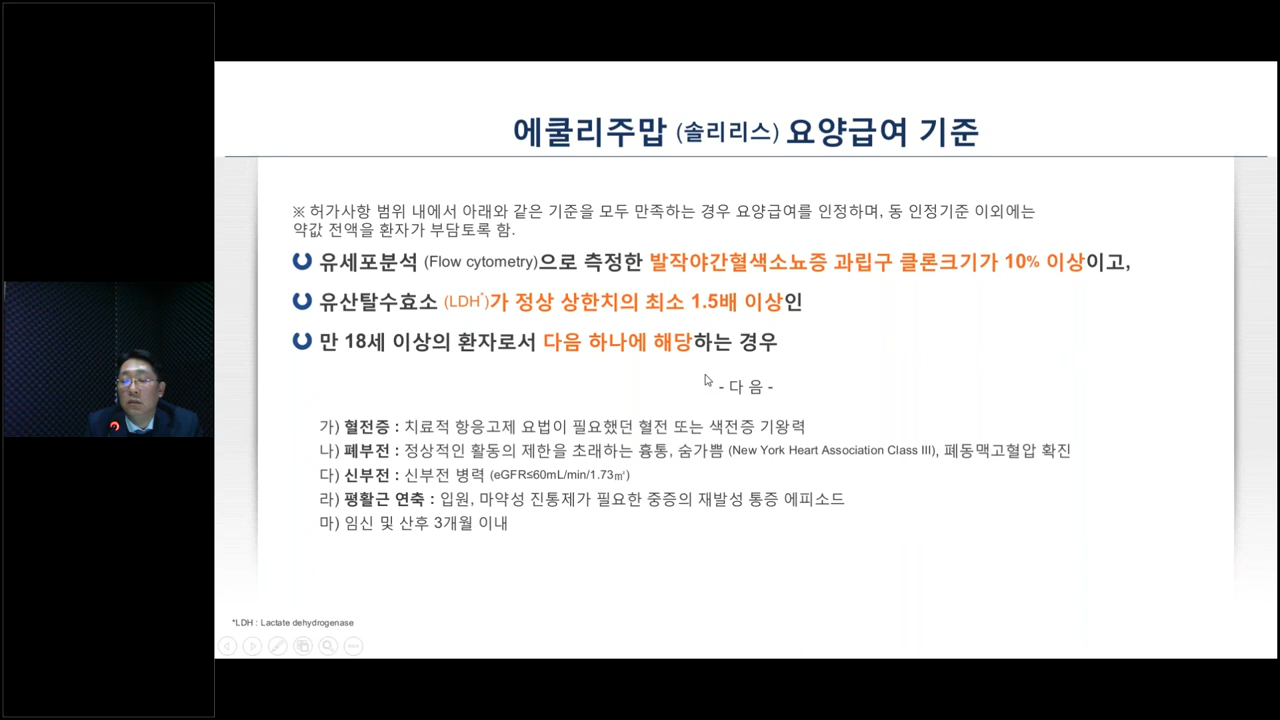 에쿨리주맙 (솔리리스) 요양급여 기준
※ 허가사항 범위 내에서 아래와 같은 기준을 모두 만족하는 경우 요양급여를 인정하며, 동 인정기준 이외에는
약값 전액을 환자가 부담토록 함.
유세포분석 (Flow cytometry)으로 측정한 발작야간혈색소뇨증 과립구 클론크기가 10% 이상이고,
유산탈수효소 (LDH*)가 정상 상한치의 최소 1.5배 이상인
만 18세 이상의 환자로서 다음 하나에 해당하는 경우
- 다 음 -
가) 혈전증 : 치료적 항응고제 요법이 필요했던 혈전 또는 색전증 기왕력
나) 폐부전 : 정상적인 활동의 제한을 초래하는 흉통, 숨가쁨 (New York Heart Association Class III), 폐동맥고혈압 확진
다) 신부전 : 신부전 병력 (eGFR≤60mL/min/1.73㎡)
라) 평활근 연축 : 입원, 마약성 진통제가 필요한 중증의 재발성 통증 에피소드
마) 임신 및 산후 3개월 이내
*LDH : Lactate dehydrogenase